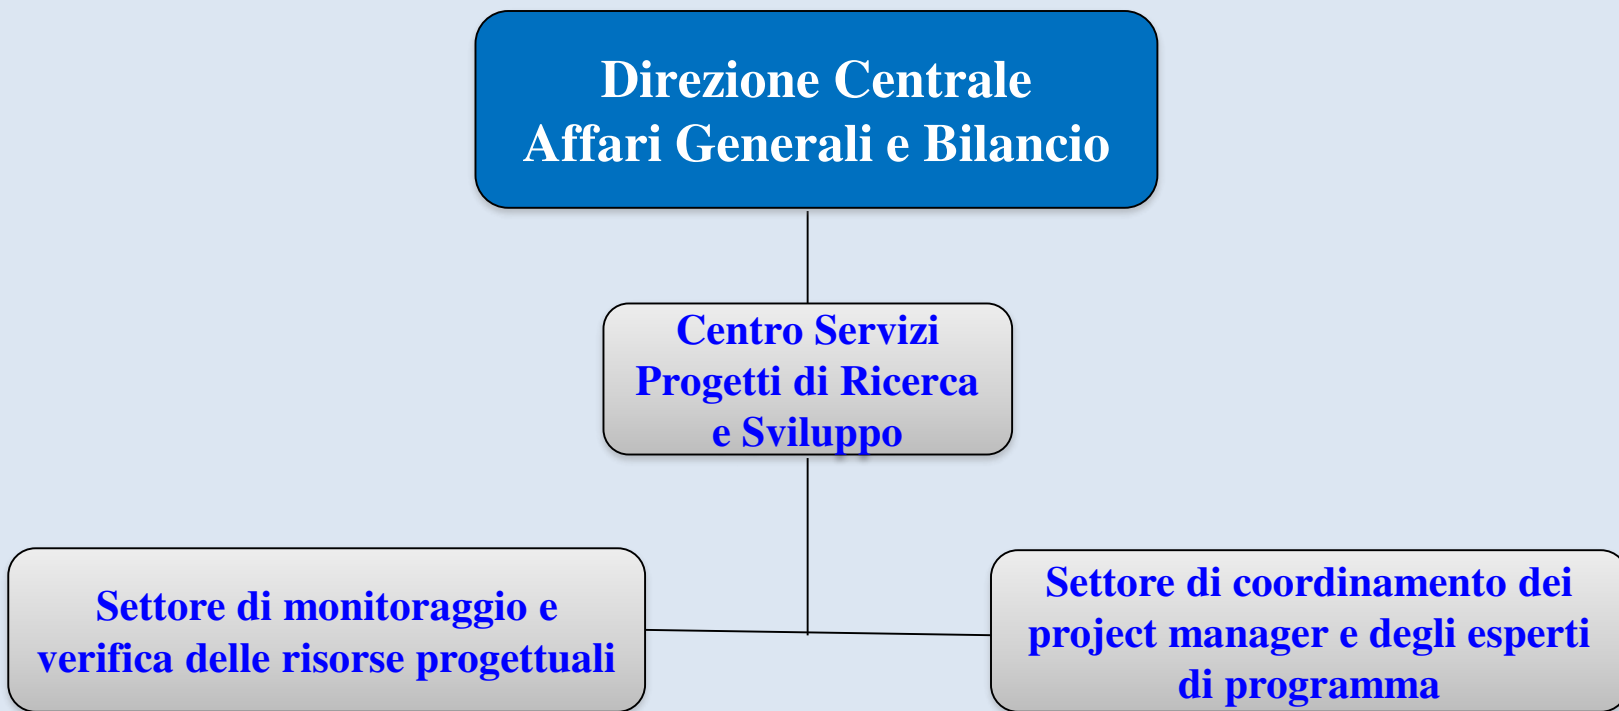 Direzione Centrale
Affari Generali e Bilancio
Centro Servizi
Progetti di Ricerca
e Sviluppo
Settore di monitoraggio e
verifica delle risorse progettuali
Settore di coordinamento dei
project manager e degli esperti
di programma